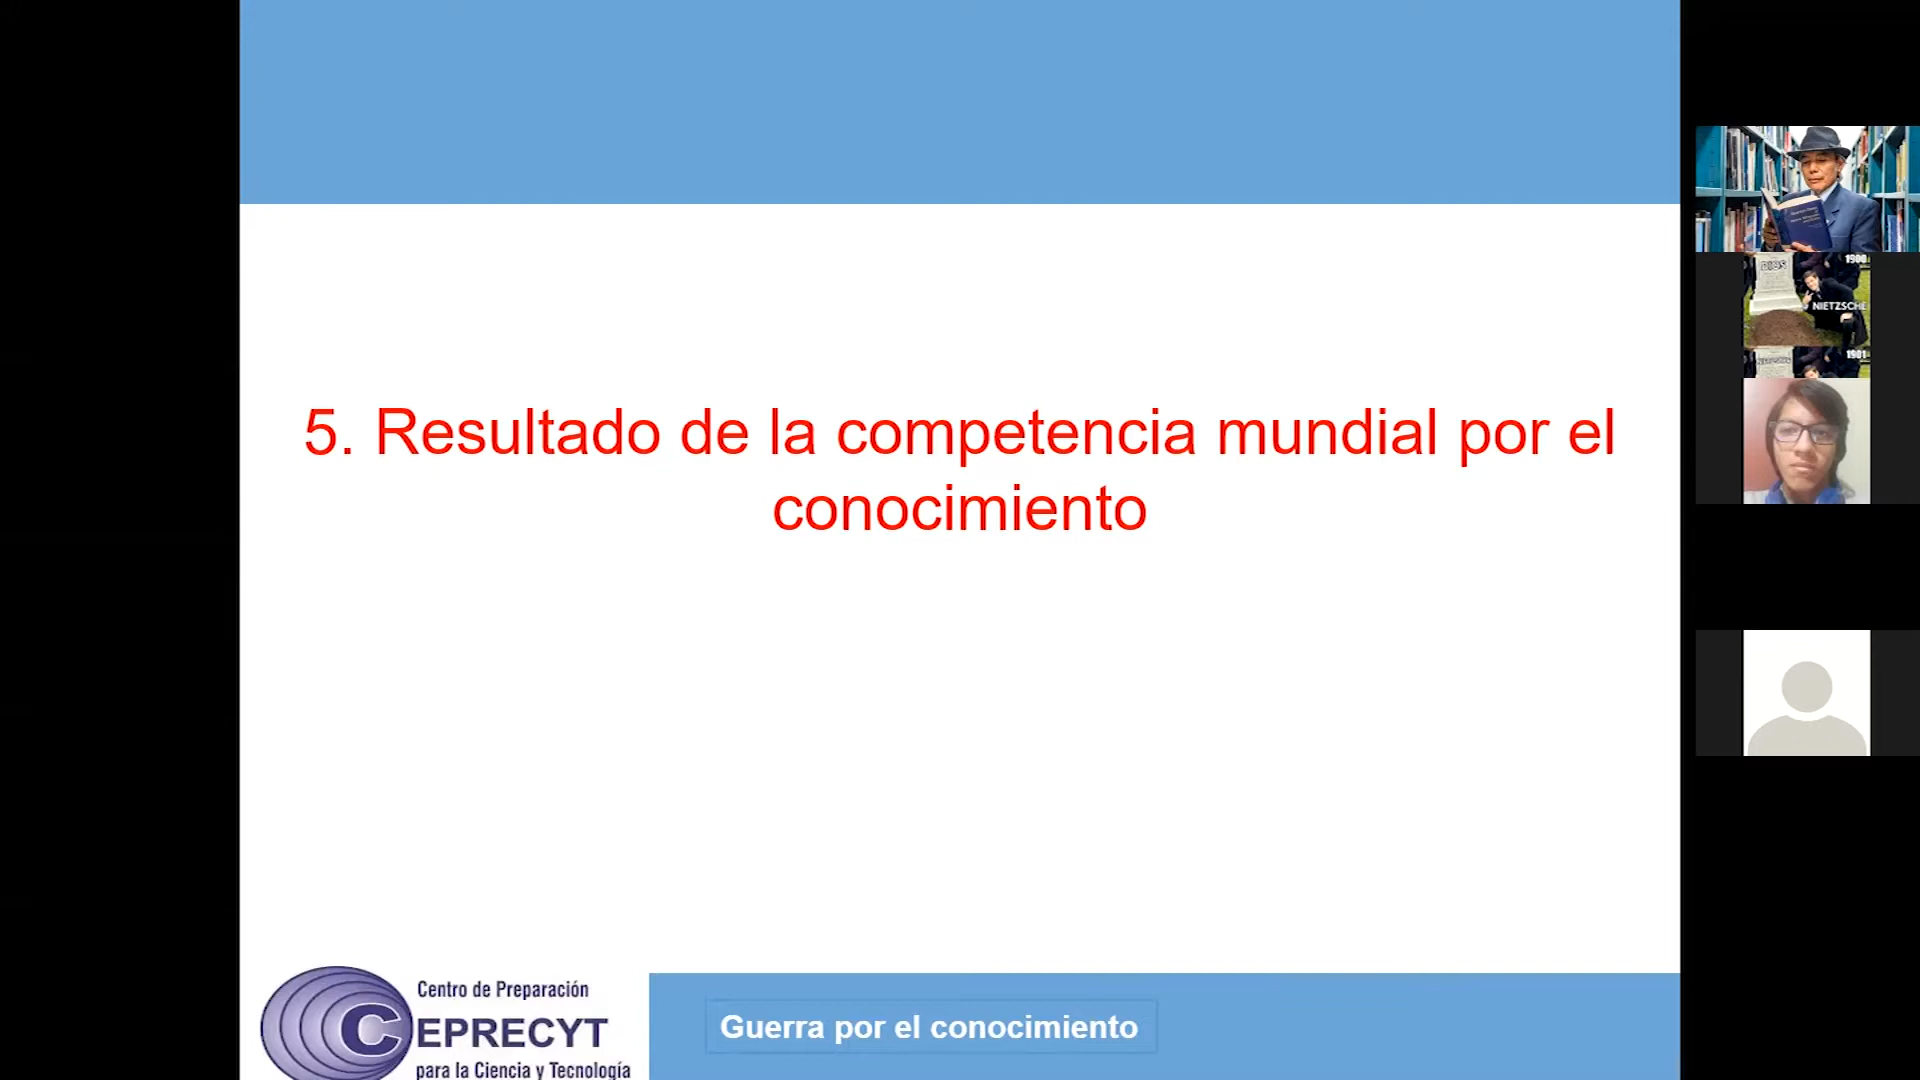 5. Resultado de la competencia mundial por el
conocimiento
Centro de Preparación
CEPRECYT
para la Ciencia y Tecnología
Guerra por el conocimiento
DIOS
1900
NIETZSCHE
1901